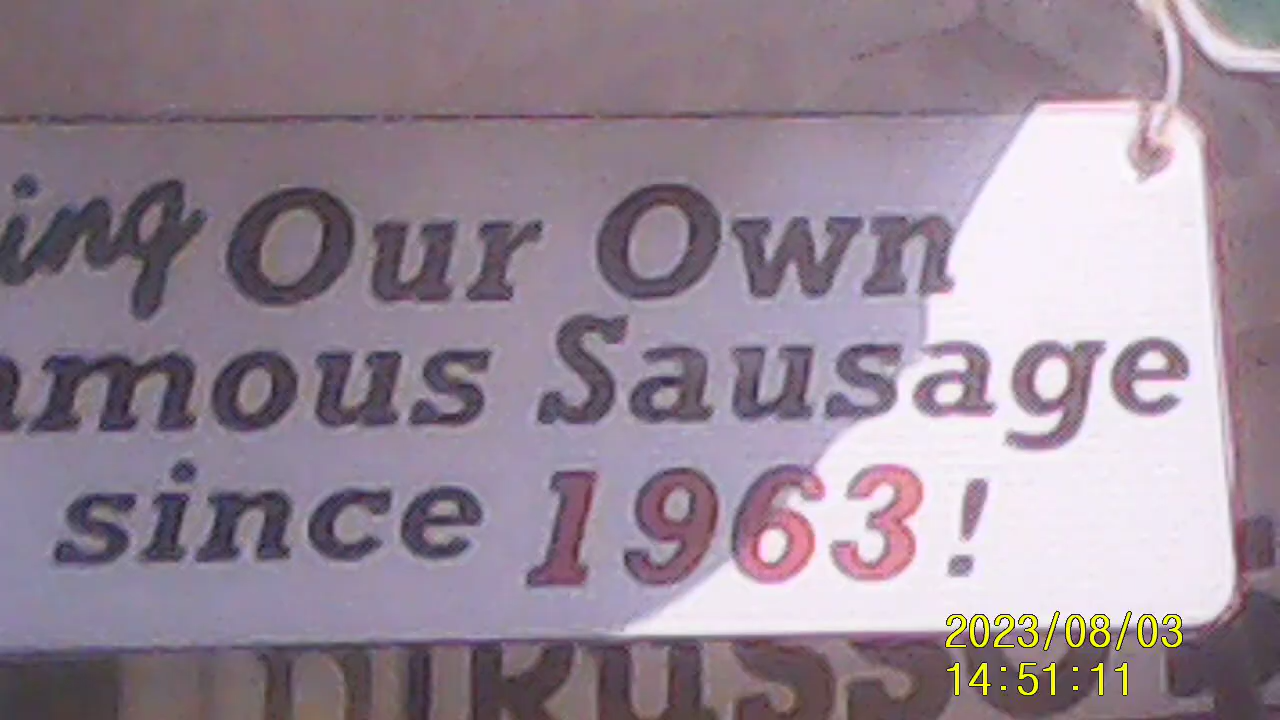 ing Our Own
amous Sausage
since 1963!
2023/08/03
14:51:11